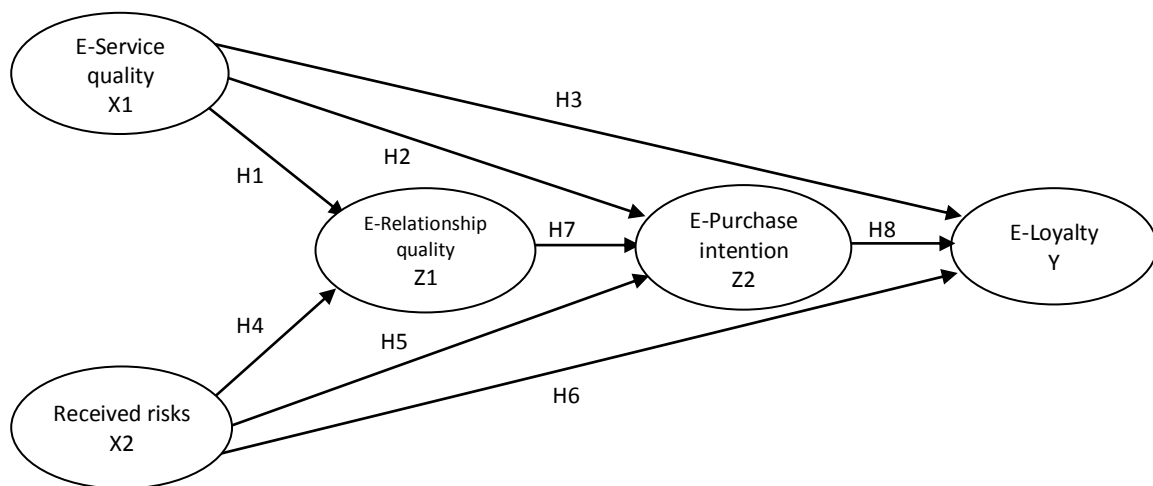 E-Service
quality
X1
H3
H2
H1
E-Relationship
quality
Z1
H7
E-Purchase
intention
Z2
H8
E-Loyalty
Y
H4
H5
H6
Received risks
X2